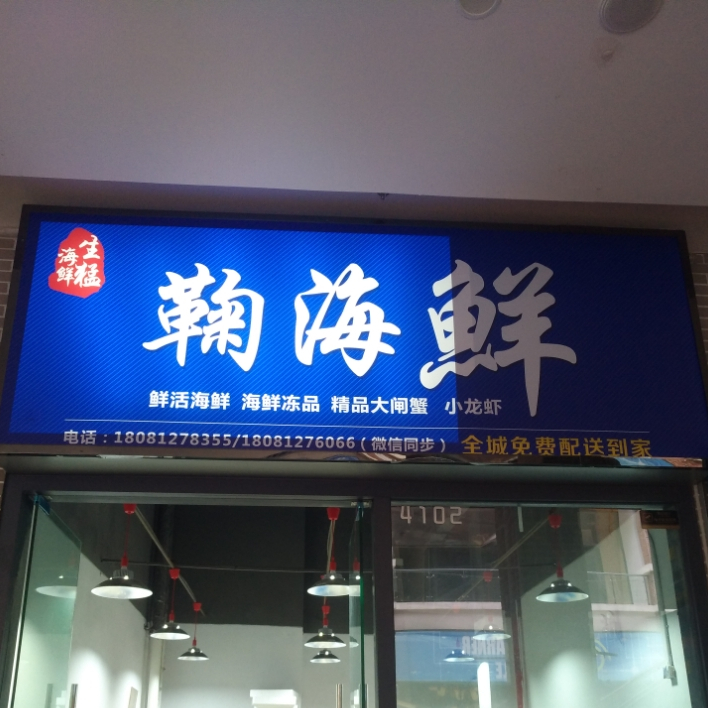 生猛
海鲜
鞠海鮮
鲜活海鲜 海鲜冻品 精品大闸蟹 小龙虾
电话：18081278355/18081276066（微信同步） 全城免费配送到家
4102